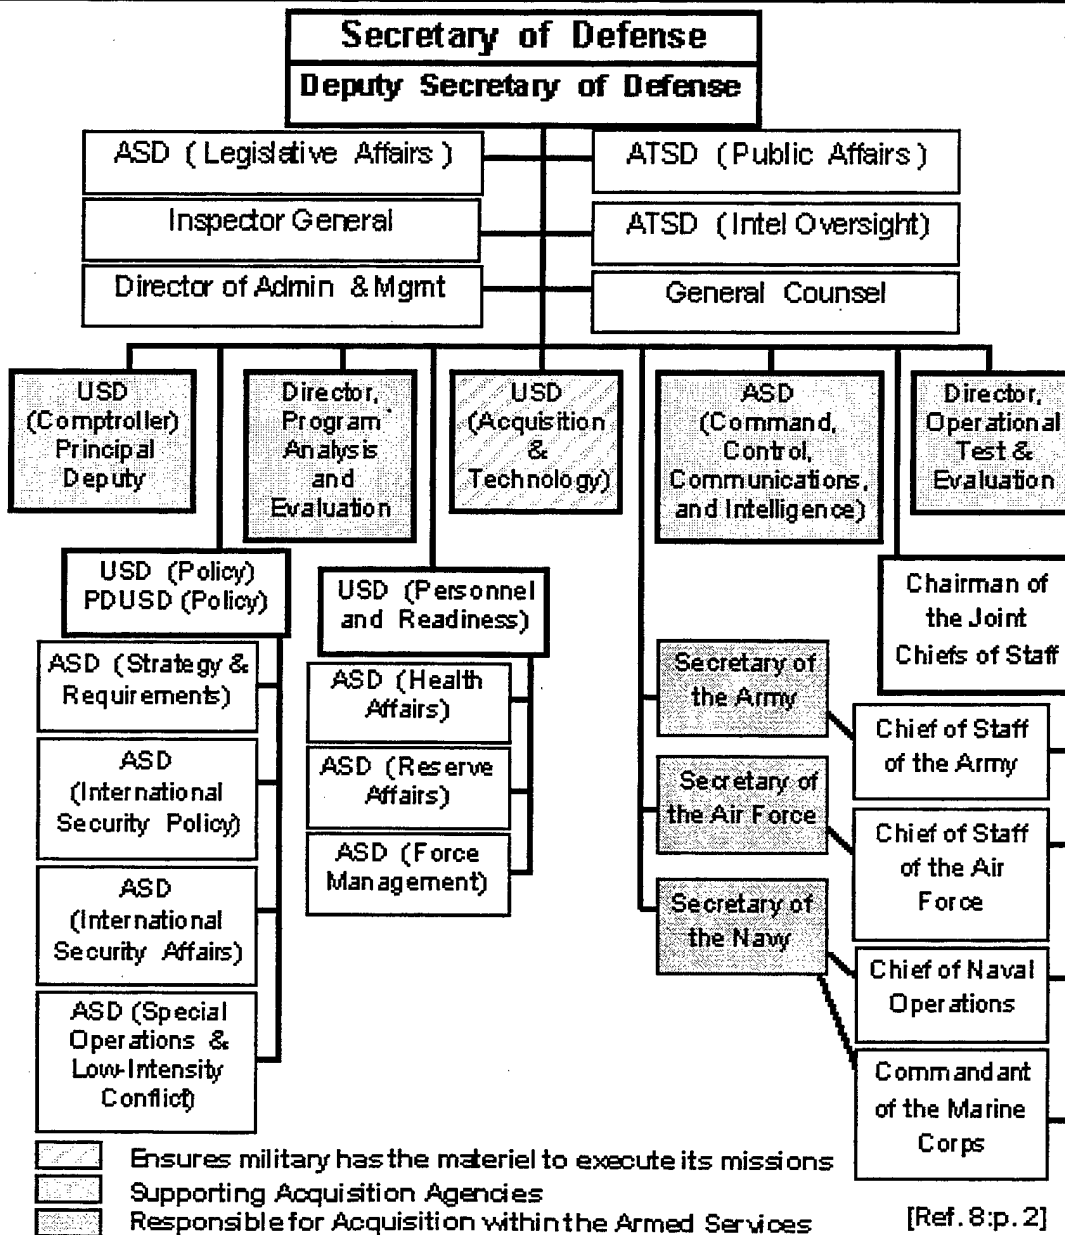 Secretary of Defense
Deputy Secretary of Defense
ASD (Legislative Affairs)
ATSD (Public Affairs)
Inspector General
ATSD (Intel Oversight)
Director of Admin & Mgmt
General Counsel
USD
(Comptroller)
Principal
Deputy
Director,
Program
Analysis
and
Evaluation
USD
(Acquisition
&
Technology)
ASD
(Command,
Control,
Communications,
and Intelligence)
Director,
Operational
Test &
Evaluation
USD (Policy)
PDUSD (Policy)
USD (Personnel
and Readiness)
Chairman of
the Joint
Chiefs of Staff
ASD (Strategy &
Requirements)
ASD
(International
Security Policy)
ASD
(International
Security Affairs)
ASD (Special
Operations &
Low-Intensity
Conflict)
ASD (Health
Affairs)
ASD (Reserve
Affairs)
ASD (Force
Management)
Secretary of
the Army
Secretary of
the Air Force
Secretary of
the Navy
Chief of Staff
of the Army
Chief of Staff
of the Air
Force
Chief of Naval
Operations
Commandant
of the Marine
Corps
Ensures military has the materiel to execute its missions
Supporting Acquisition Agencies
Responsible for Acquisition within the Armed Services
[Ref. 8:p. 2]